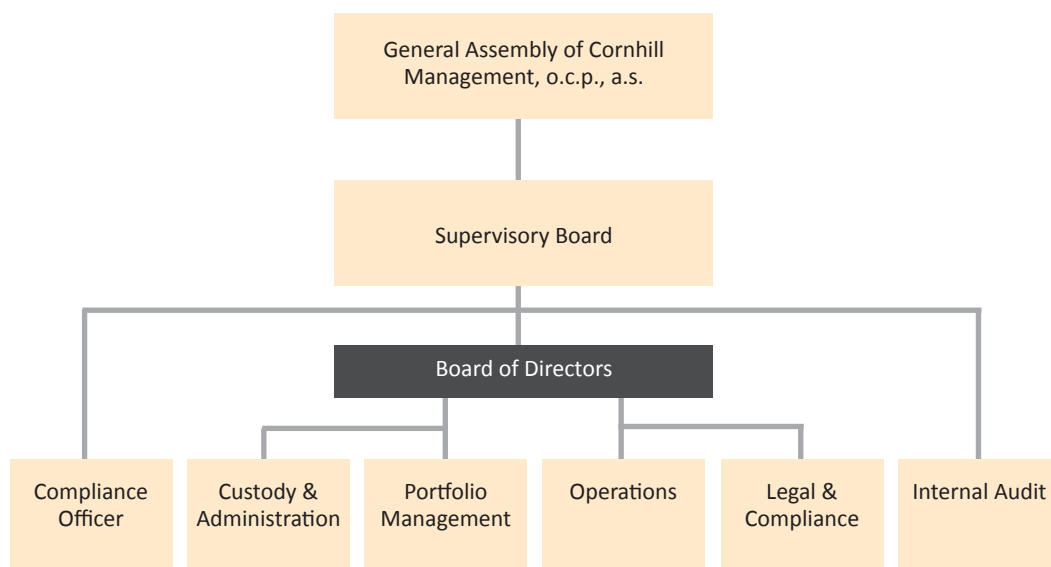 General Assembly of Cornhill
Management, o.c.p., a.s.
Supervisory Board
Board of Directors
Compliance
Officer
Custody &
Administration
Portfolio
Management
Operations
Legal &
Compliance
Internal Audit